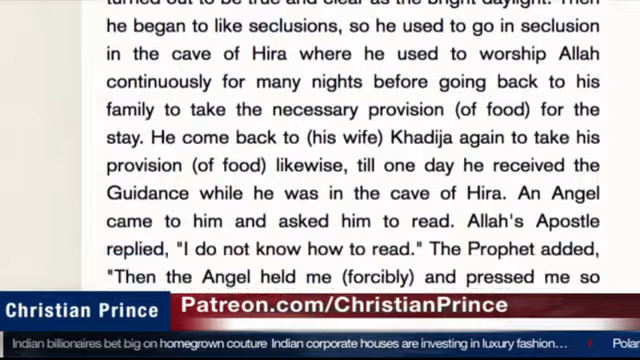 turned out to be true and clear as the bright daylight. Then
he began to like seclusions, so he used to go in seclusion
in the cave of Hira where he used to worship Allah
continuously for many nights before going back to his
family to take the necessary provision (of food) for the
stay. He come back to (his wife) Khadija again to take his
provision (of food) likewise, till one day he received the
Guidance while he was in the cave of Hira. An Angel
came to him and asked him to read. Allah's Apostle
replied, "I do not know how to read." The Prophet added,
"Then the Angel held me (forcibly) and pressed me so
Christian Prince
Patreon.com/ChristianPrince
Indian billionaires bet big on homegrown couture Indian corporate houses are investing in luxury fashion… Polar